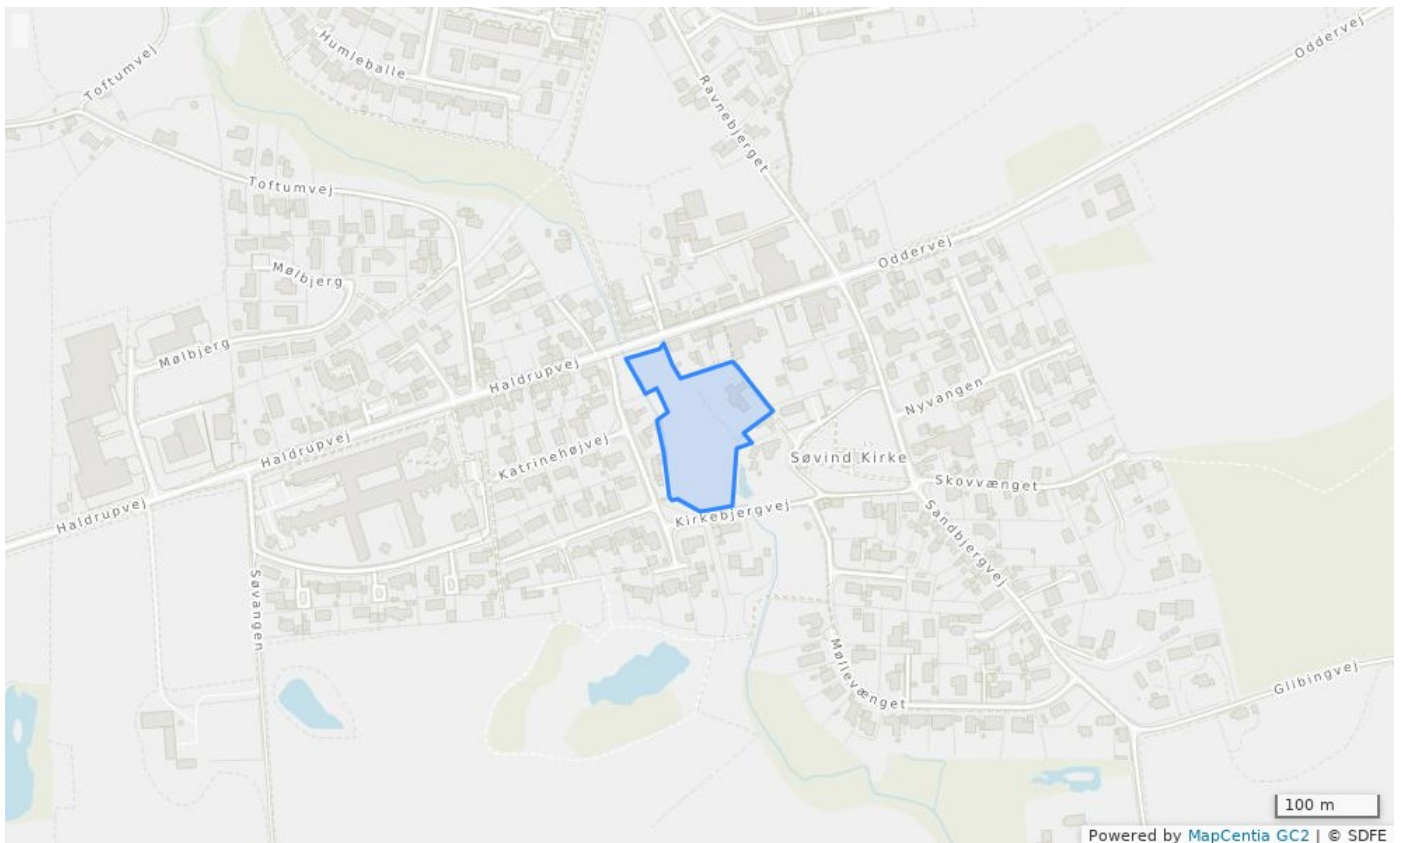 Oddervej
Humleballe
Toftumvej
Ravnebjerget
Toftumvej
Oddervej
Mølbjerg
Mølbjerg
Haldrupvej
Nyvangen
Haldrupvej
Katrinehøjvej
Søvind Kirke
Skovvænget
Haldrupvej
Kirkebjergvej
Sandbjergvej
Søvangen
Møllevænget
Glibingvej
100 m
Powered by MapCentia GC2 | © SDFE